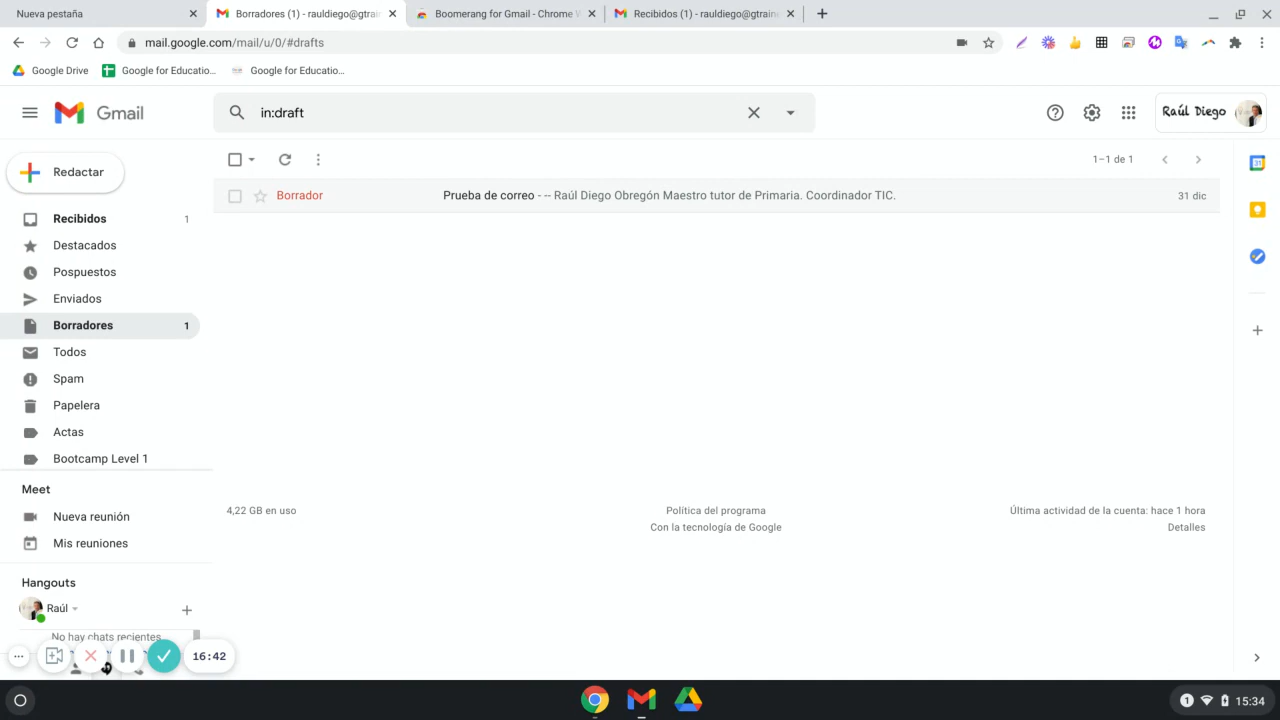 Nueva pestaña
Borradores (1) - rauldiego@gtrain
Boomerang for Gmail - Chrome W
Recibidos (1) - rauldiego@gtraine
mail.google.com/mail/u/0/#drafts
Google Drive
Google for Educatio...
Google for Educatio...
Gmail
in:draft
Raúl Diego
Redactar
1–1 de 1
31
Borrador
Prueba de correo - -- Raúl Diego Obregón Maestro tutor de Primaria. Coordinador TIC.
31 dic
Recibidos
1
Destacados
Pospuestos
Enviados
Borradores
1
Todos
Spam
Papelera
Actas
Bootcamp Level 1
Meet
Nueva reunión
Mis reuniones
4,22 GB en uso
Política del programa
Con la tecnología de Google
Última actividad de la cuenta: hace 1 hora
Detalles
Hangouts
Raúl
No hay chats recientes
16:42
1
15:34